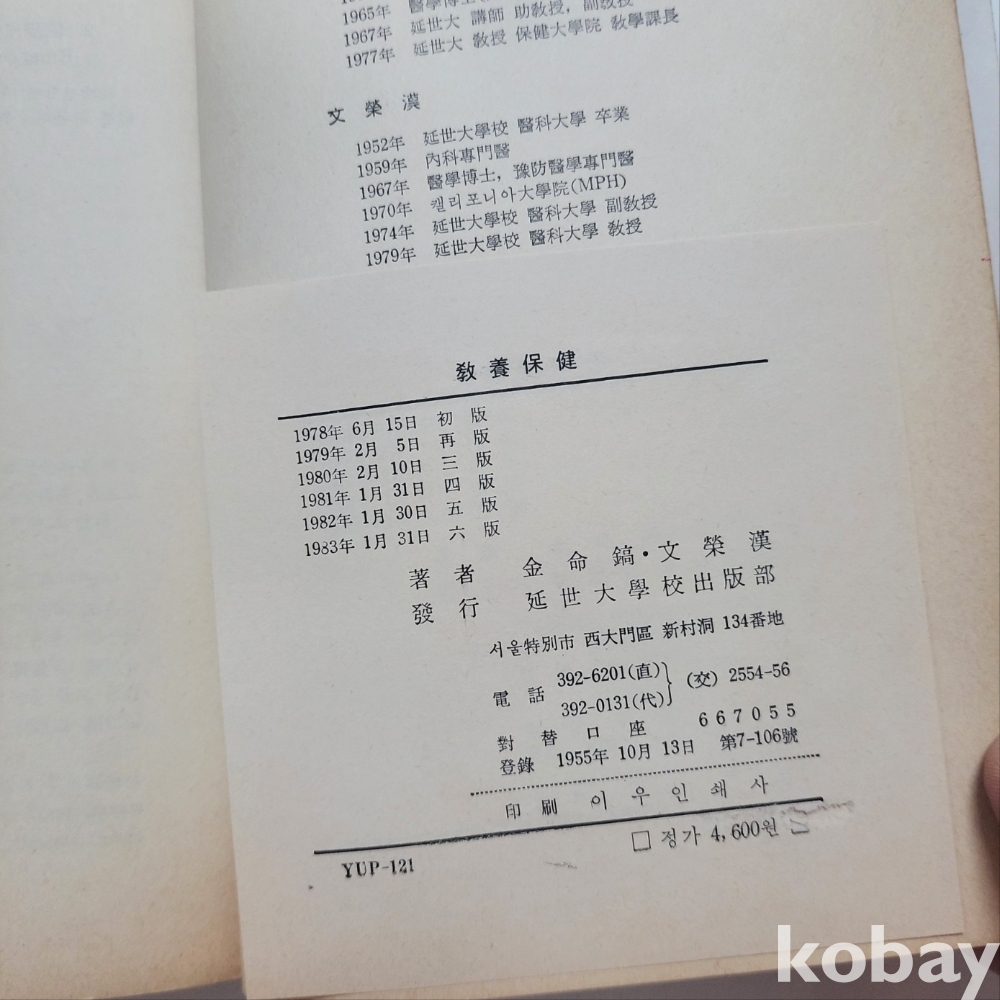 1965年 醫學博士
1967年 延世大 講師 助敎授, 副敎授
1977年 延世大 敎授 保健大學院 敎學課長
文榮漢
1952年 延世大學校 醫科大學 卒業
1959年 內科專門醫
1967年 醫學博士, 豫防醫學專門醫
1970年 캘리포니아大學院(MPH)
1974年 延世大學校 醫科大學 副敎授
1979年 延世大學校 醫科大學 敎授
敎養保健
1978年 6月 15日 初版
1979年 2月 5日 再版
1980年 2月 10日 三版
1981年 1月 31日 四版
1982年 1月 30日 五版
1983年 1月 31日 六版
著者 金命鎬·文榮漢
發行 延世大學校出版部
서울特別市 西大門區 新村洞 134番地
電話 392-6201(直) 392-0131(代) (交) 2554-56
對替口座 667055
登錄 1955年 10月 13日 第7-106號
印刷 이우인쇄사
□ 정가 4,600원 □
YUP-121
kobay